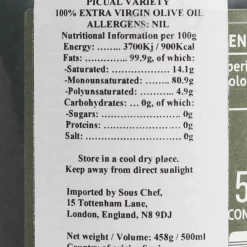 PICUAL VARIETY
100% EXTRA VIRGIN OLIVE OIL
ALLERGENS: NIL
Nutritional Information per 100g
Energy: ........ 3700Kj / 900Kcal
Fats: .............. 99.9g, of which:
-Saturated: ................ 14.1g
-Monounsaturated: ...... 80.9g
-Polyunsaturated: ......... 4.9g
Carbohydrates: ... 0g, of which:
-Sugars: ......................... 0g
Proteins: ........................ 0g
Salt: .............................. 0g
Store in a cool dry place.
Keep away from direct sunlight
Imported by Sous Chef,
15 Tottenham Lane,
London, England, N8 9DJ
Net weight / Volume: 458g / 500ml
EN
5
CON